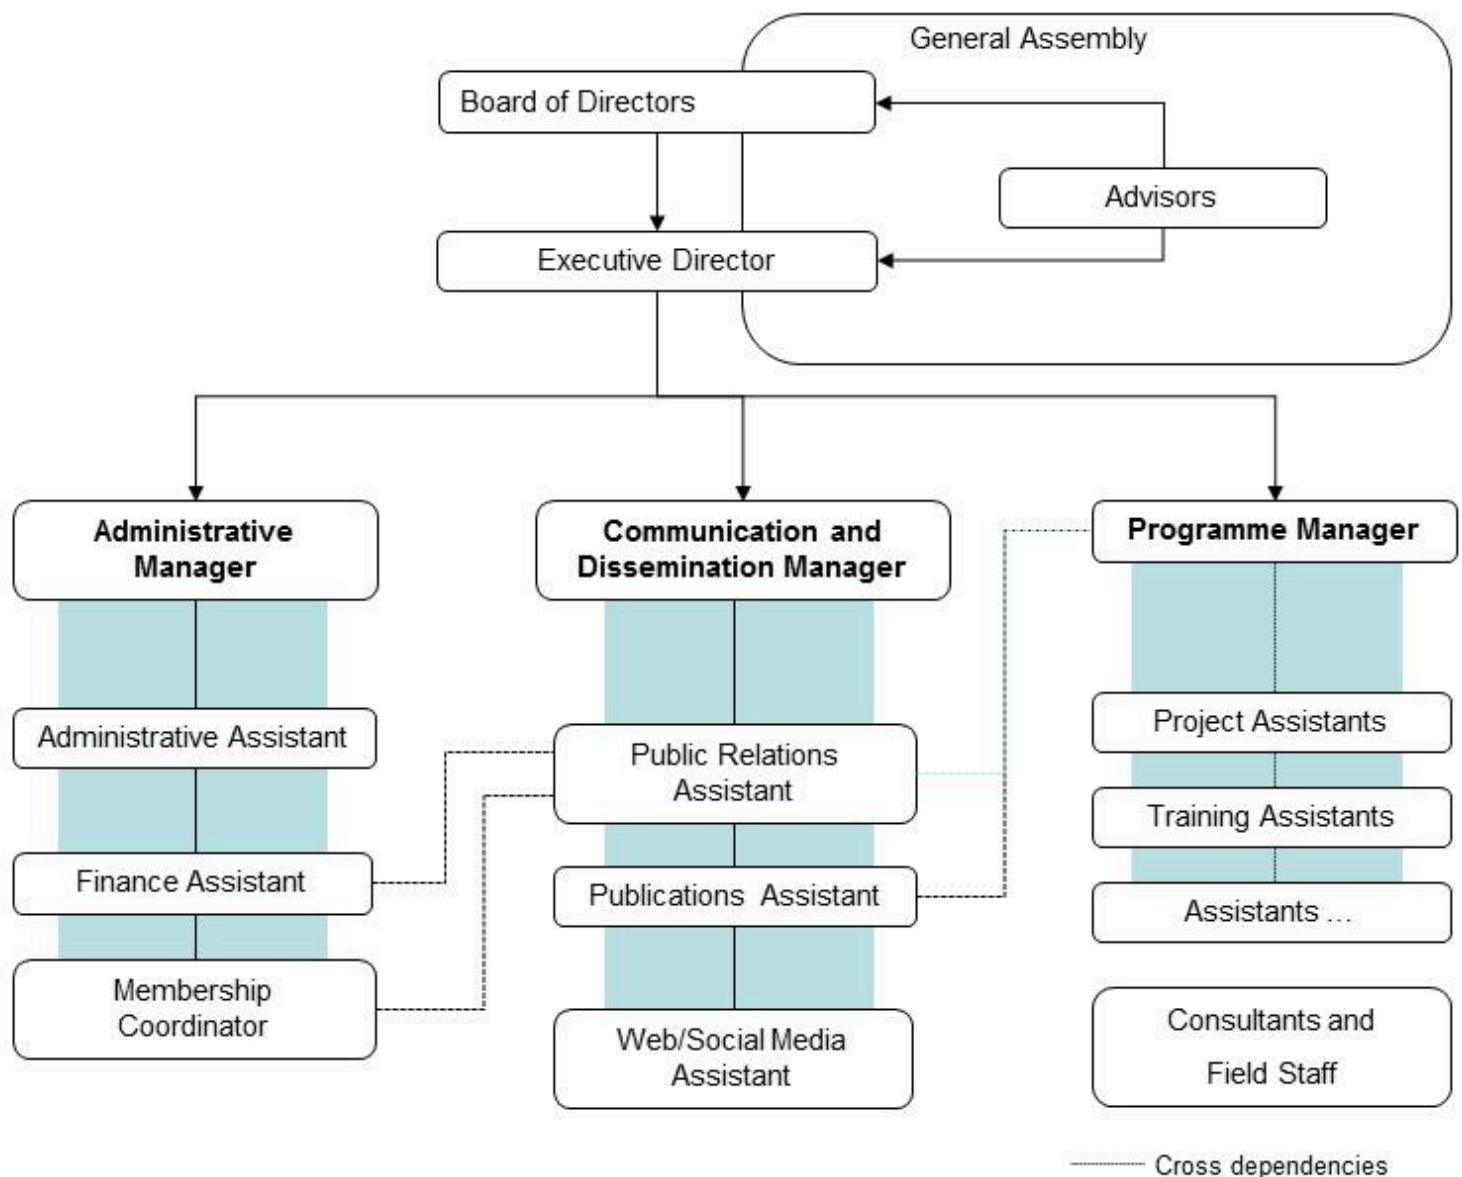 General Assembly
Board of Directors
Advisors
Executive Director
Administrative
Manager
Communication and
Dissemination Manager
Programme Manager
Administrative Assistant
Finance Assistant
Membership
Coordinator
Public Relations
Assistant
Publications Assistant
Web/Social Media
Assistant
Project Assistants
Training Assistants
Assistants ...
Consultants and
Field Staff
Cross dependencies